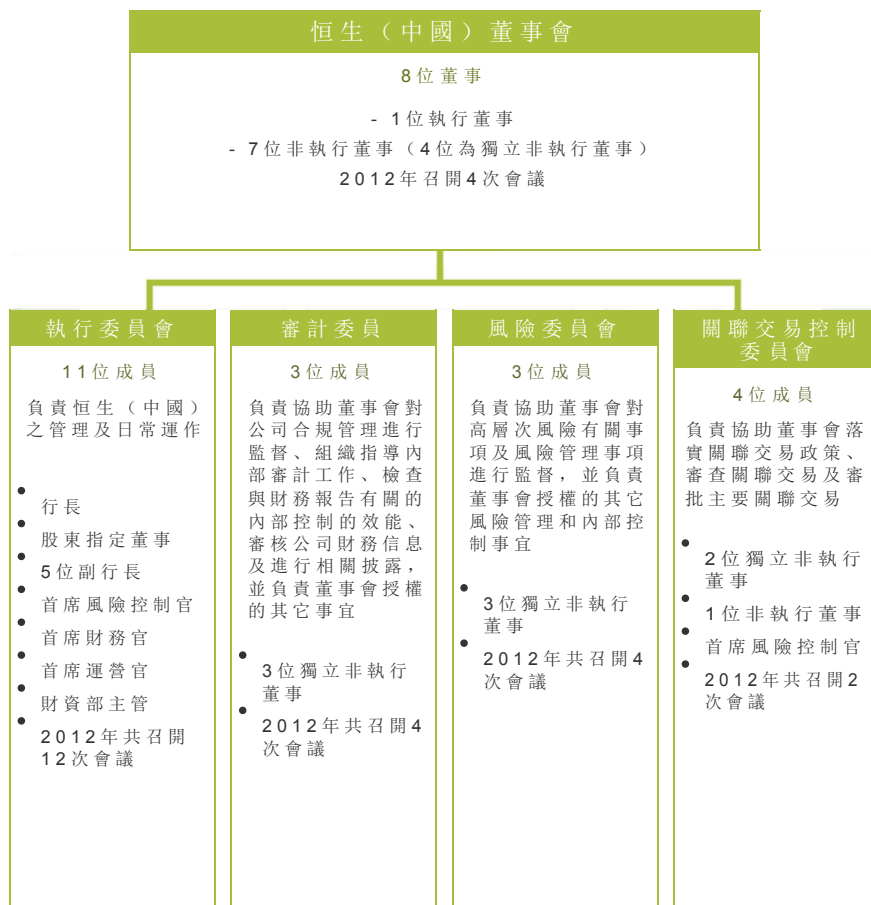 恒生（中國）董事會
8位董事
- 1位執行董事
- 7位非執行董事（4位為獨立非執行董事）
2012年召開4次會議
執行委員會
11位成員
負責恒生（中國）
之管理及日常運作
行長
股東指定董事
5位副行長
首席風險控制官
首席財務官
首席運營官
財資部主管
2012年共召開
12次會議
審計委員
3位成員
負責協助董事會對
公司合規管理進行
監督、組織指導內
部審計工作、檢查
與財務報告有關的
內部控制的效能、
審核公司財務信息
及進行相關披露，
並負責董事會授權
的其它事宜
3位獨立非執行
董事
2012年共召開4
次會議
風險委員會
3位成員
負責協助董事會對
高層次風險有關事
項及風險管理事項
進行監督，並負責
董事會授權的其它
風險管理和內部控
制事宜
3位獨立非執行
董事
2012年共召開4
次會議
關聯交易控制
委員會
4位成員
負責協助董事會落
實關聯交易政策、
審查關聯交易及審
批主要關聯交易
2位獨立非執行
董事
1位非執行董事
首席風險控制官
2012年共召開2
次會議